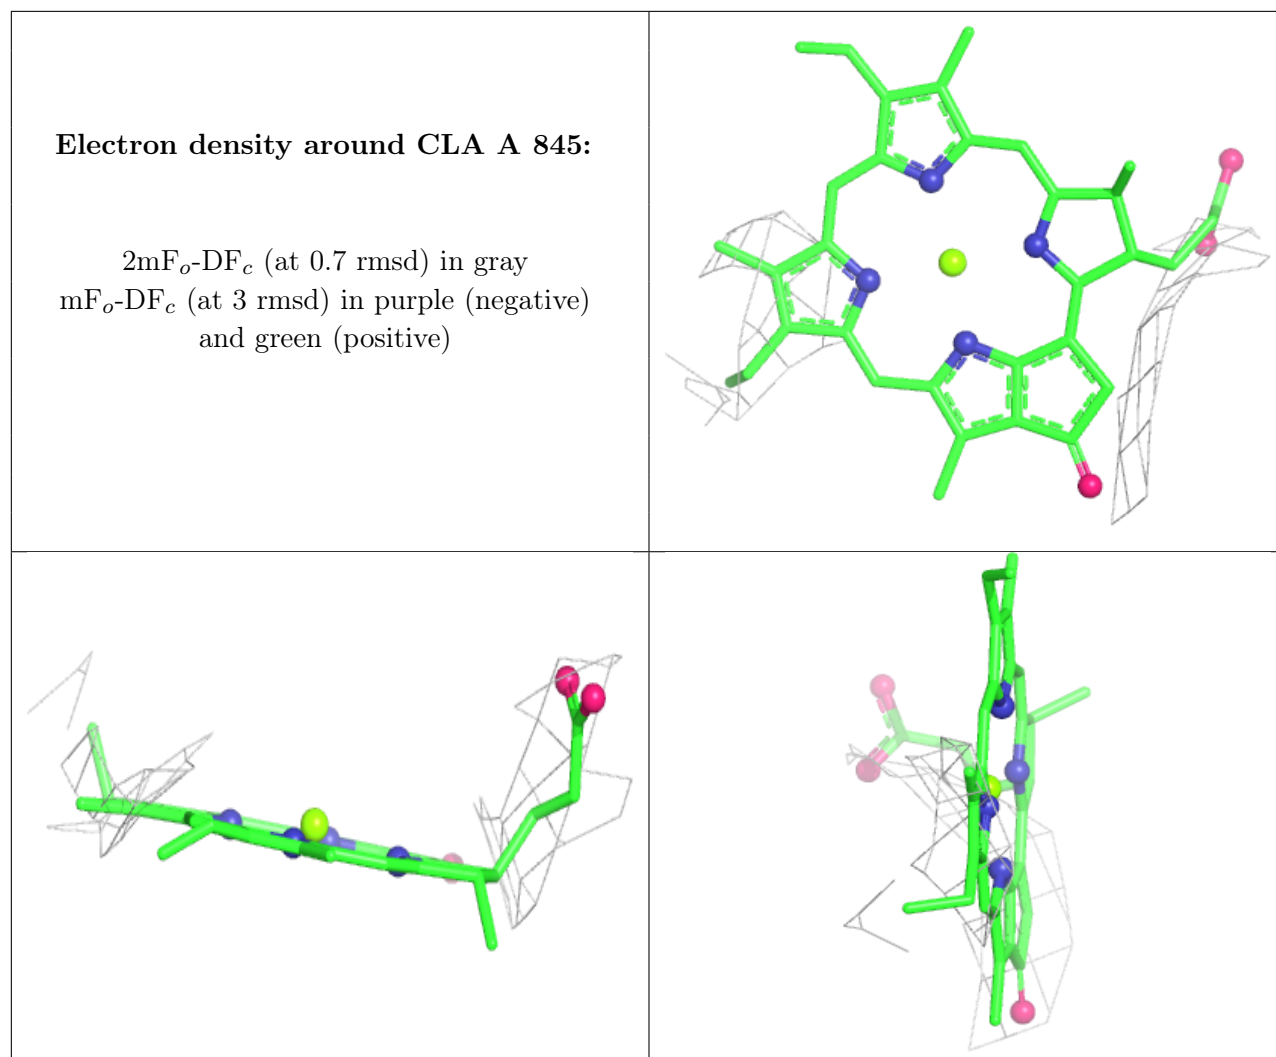 Electron density around CLA A 845:
2mFo-DFc (at 0.7 rmsd) in gray
mFo-DFc (at 3 rmsd) in purple (negative)
and green (positive)